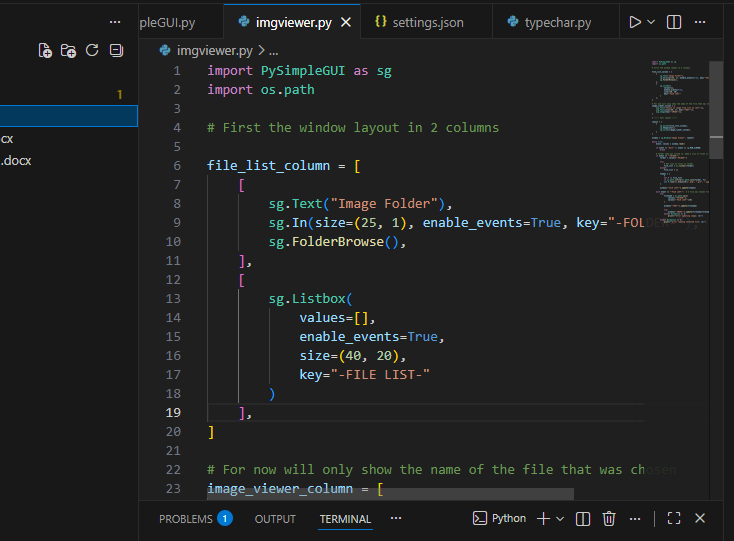 pleGUI.py
imgviewer.py
settings.json
typechar.py
imgviewer.py > ...
1
cx
.docx
1 import PySimpleGUI as sg
2 import os.path
3
4 # First the window layout in 2 columns
5
6 file_list_column = [
7 [
8 sg.Text("Image Folder"),
9 sg.In(size=(25, 1), enable_events=True, key="-FOLDER
10 sg.FolderBrowse(),
11 ],
12 [
13 sg.Listbox(
14 values=[],
15 enable_events=True,
16 size=(40, 20),
17 key="-FILE LIST-"
18 )
19 ],
20 ]
21
22 # For now will only show the name of the file that was chosen
23 image_viewer_column = [
PROBLEMS 1 OUTPUT TERMINAL ... Python